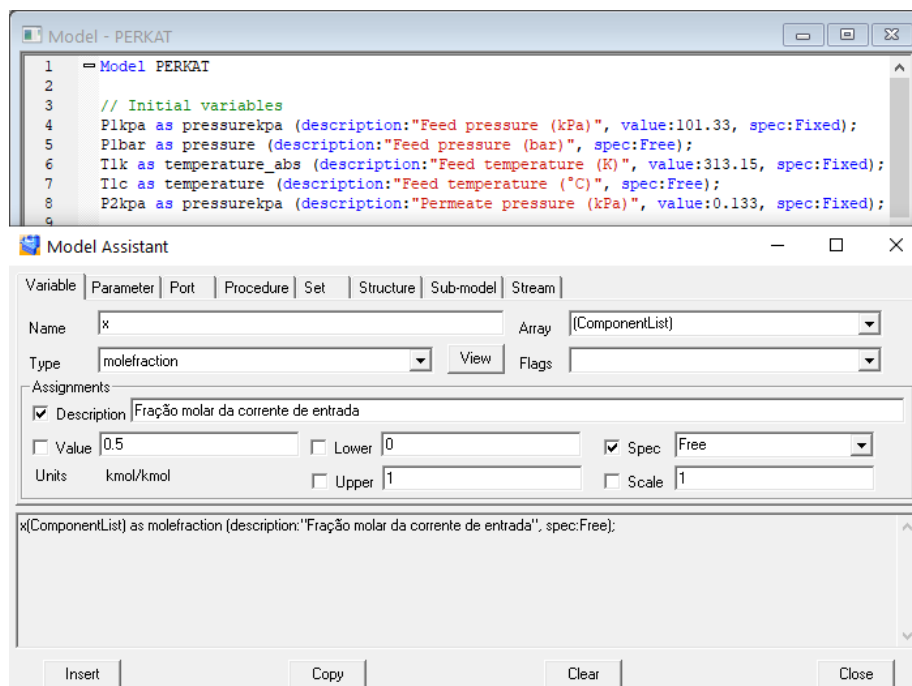 Model - PERKAT
1 Model PERKAT
2
3 // Initial variables
4 P1kpa as pressurekpa (description:"Feed pressure (kPa)", value:101.33, spec:Fixed);
5 P1bar as pressure (description:"Feed pressure (bar)", spec:Free);
6 T1k as temperature_abs (description:"Feed temperature (K)", value:313.15, spec:Fixed);
7 T1c as temperature (description:"Feed temperature (°C)", spec:Free);
8 P2kpa as pressurekpa (description:"Permeate pressure (kPa)", value:0.133, spec:Fixed);
9
Model Assistant
Variable Parameter Port Procedure Set Structure Sub-model Stream
Name x Array (ComponentList)
Type molefraction View Flags
Assignments
Description Fração molar da corrente de entrada
Value 0.5 Lower 0 Spec Free
Units kmol/kmol Upper 1 Scale 1
x(ComponentList) as molefraction (description:"Fração molar da corrente de entrada", spec:Free);
Insert Copy Clear Close